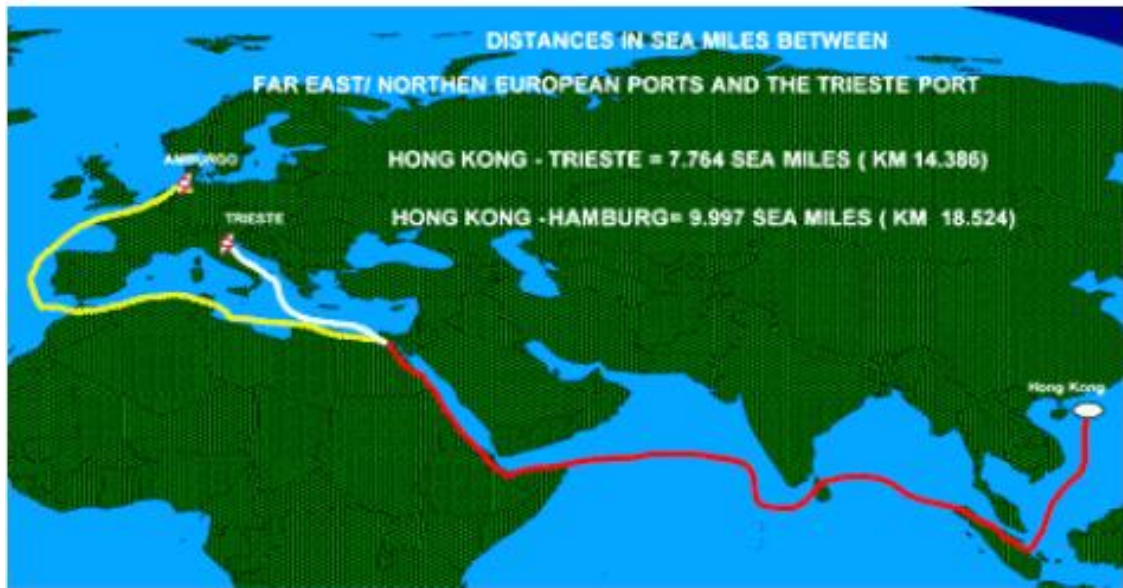 DISTANCES IN SEA MILES BETWEEN
FAR EAST/ NORTHEN EUROPEAN PORTS AND THE TRIESTE PORT
AMBURGO
HONG KONG - TRIESTE = 7.764 SEA MILES ( KM 14.386)
TRIESTE
HONG KONG -HAMBURG= 9.997 SEA MILES ( KM 18.524)
Hong Kong